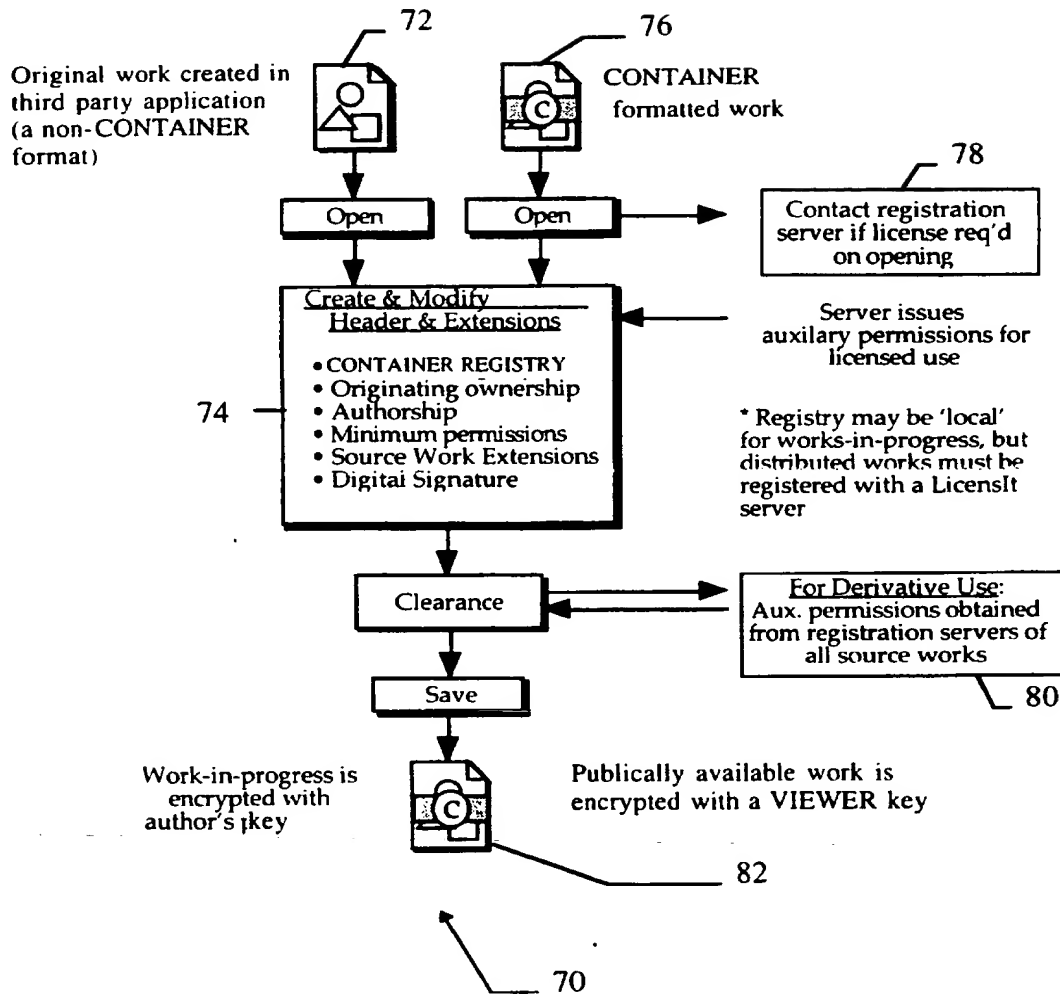 72
76
Original work created in
third party application
(a non-CONTAINER
format)
CONTAINER
formatted work
C
78
Open
Open
Contact registration
server if license req'd
on opening
Create & Modify
Header & Extensions
• CONTAINER REGISTRY
• Originating ownership
• Authorship
• Minimum permissions
• Source Work Extensions
• Digital Signature
74
Server issues
auxilary permissions for
licensed use
* Registry may be 'local'
for works-in-progress, but
distributed works must be
registered with a LicensIt
server
Clearance
For Derivative Use:
Aux. permissions obtained
from registration servers of
all source works
80
Save
Work-in-progress is
encrypted with
author's key
C
Publically available work is
encrypted with a VIEWER key
82
70